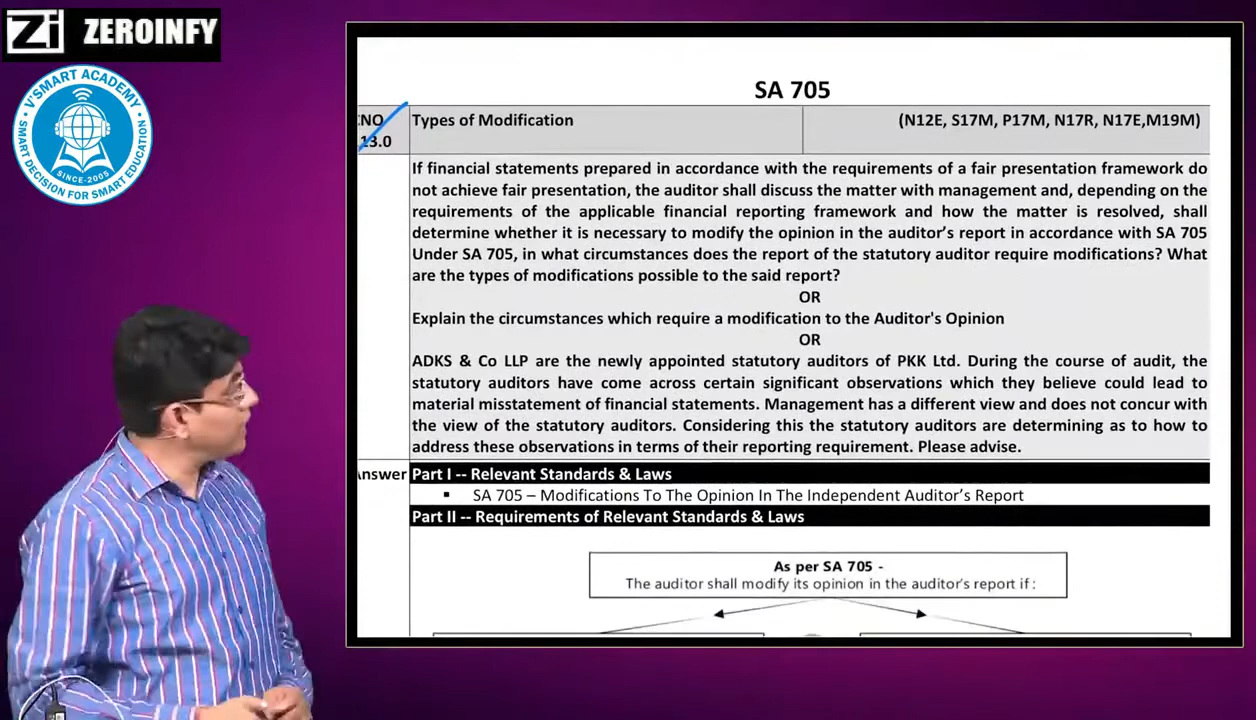 Zi ZEROINFY
V'SMART ACADEMY
SINCE-2005
SMART DECISION FOR SMART EDUCATION
SA 705
NO
13.0
Types of Modification
(N12E, S17M, P17M, N17R, N17E,M19M)
If financial statements prepared in accordance with the requirements of a fair presentation framework do
not achieve fair presentation, the auditor shall discuss the matter with management and, depending on the
requirements of the applicable financial reporting framework and how the matter is resolved, shall
determine whether it is necessary to modify the opinion in the auditor's report in accordance with SA 705
Under SA 705, in what circumstances does the report of the statutory auditor require modifications? What
are the types of modifications possible to the said report?
OR
Explain the circumstances which require a modification to the Auditor's Opinion
OR
ADKS & Co LLP are the newly appointed statutory auditors of PKK Ltd. During the course of audit, the
statutory auditors have come across certain significant observations which they believe could lead to
material misstatement of financial statements. Management has a different view and does not concur with
the view of the statutory auditors. Considering this the statutory auditors are determining as to how to
address these observations in terms of their reporting requirement. Please advise.
Answer
Part I -- Relevant Standards & Laws
▪ SA 705 – Modifications To The Opinion In The Independent Auditor's Report
Part II -- Requirements of Relevant Standards & Laws
As per SA 705 -
The auditor shall modify its opinion in the auditor's report if :